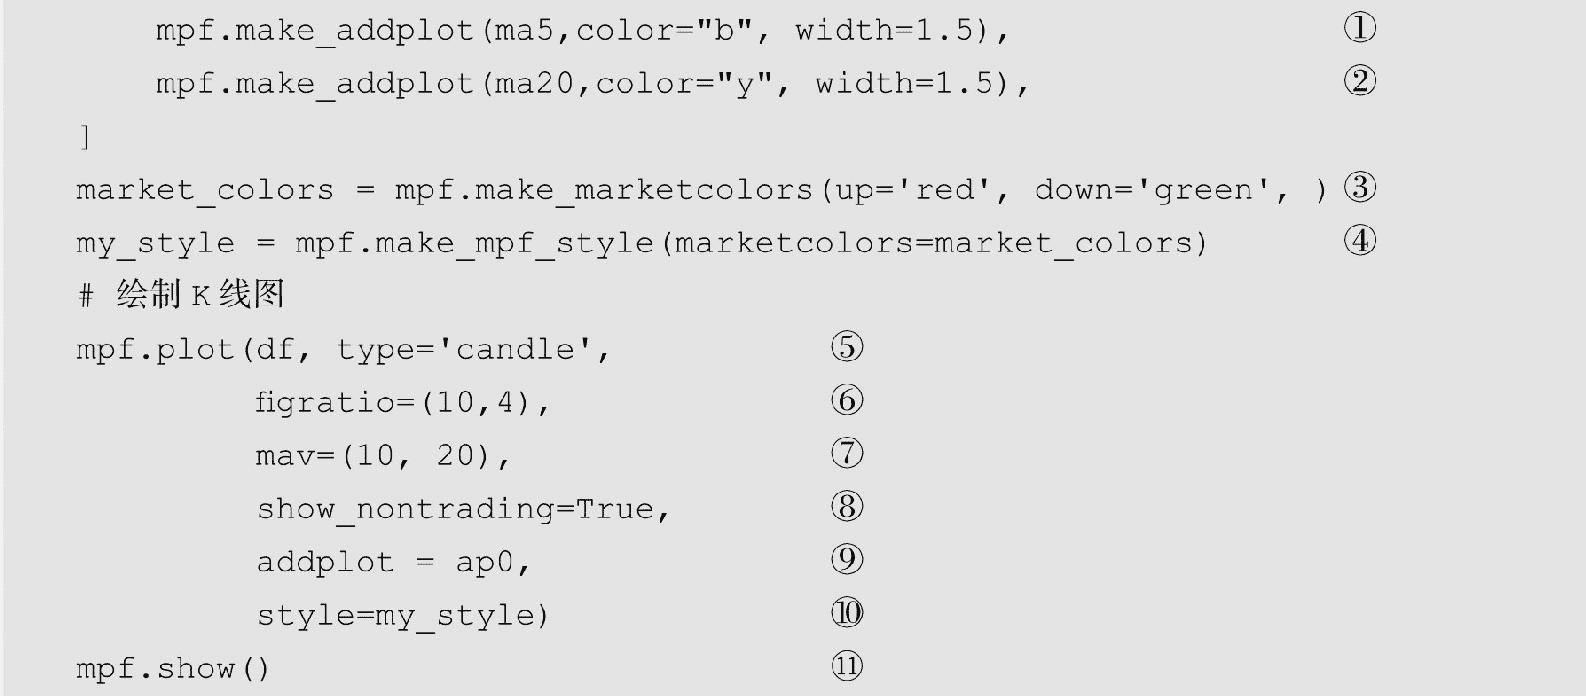 mpf.make_addplot(ma5,color="b", width=1.5), ①
mpf.make_addplot(ma20,color="y", width=1.5), ②
]
market_colors = mpf.make_marketcolors(up='red', down='green', ) ③
my_style = mpf.make_mpf_style(marketcolors=market_colors) ④
# 绘制K线图
mpf.plot(df, type='candle', ⑤
figratio=(10,4), ⑥
mav=(10, 20), ⑦
show_nontrading=True, ⑧
addplot = ap0, ⑨
style=my_style) ⑩
mpf.show() ⑪